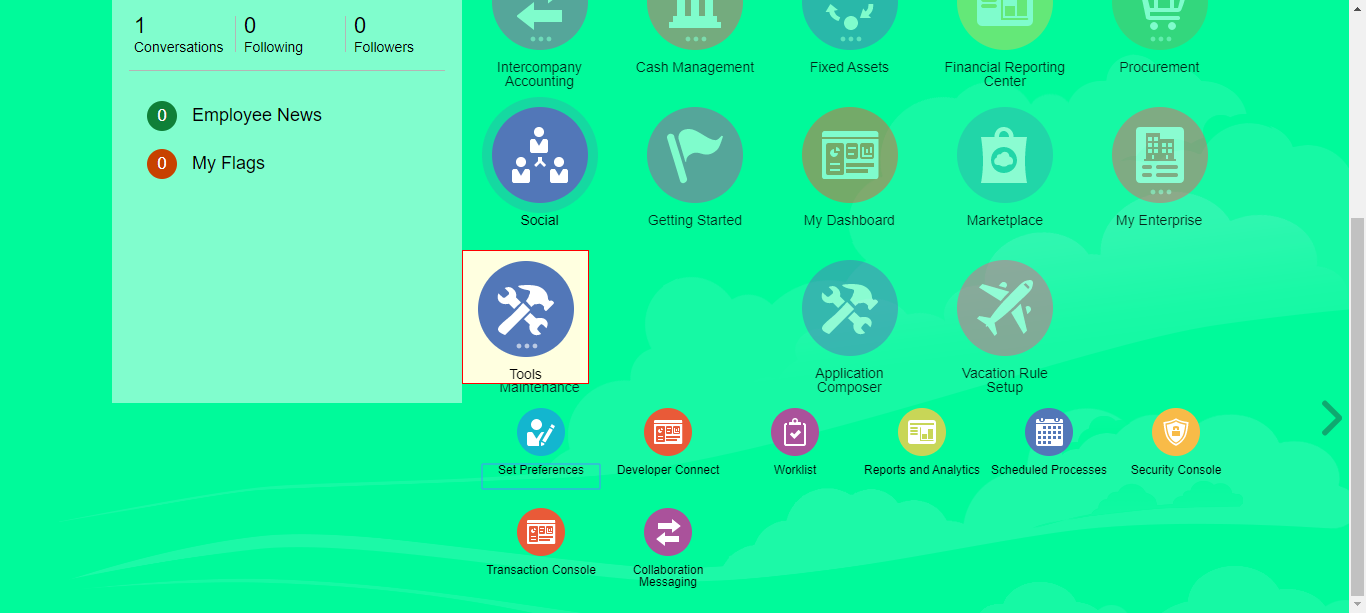 1
Conversations
0
Following
0
Followers
0 Employee News
0 My Flags
Intercompany
Accounting
Cash Management
Fixed Assets
Financial Reporting
Center
Procurement
Social
Getting Started
My Dashboard
Marketplace
My Enterprise
Tools
Maintenance
Application
Composer
Vacation Rule
Setup
Set Preferences
Developer Connect
Worklist
Reports and Analytics
Scheduled Processes
Security Console
Transaction Console
Collaboration
Messaging